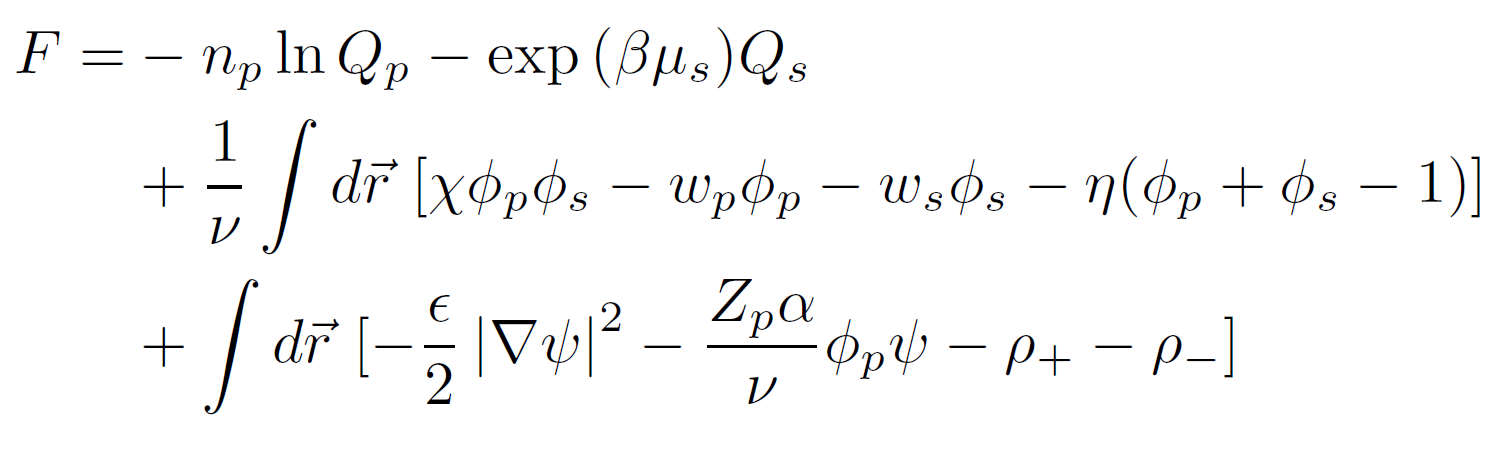 F = − n_p ln Q_p − exp (βμ_s)Q_s
+ \frac{1}{ν} ∫ d\vec{r} [χϕ_pϕ_s − w_pϕ_p − w_sϕ_s − η(ϕ_p + ϕ_s − 1)]
+ ∫ d\vec{r} [−\frac{ϵ}{2} |∇ψ|^2 − \frac{Z_pα}{ν} ϕ_pψ − ρ_+ − ρ_−]